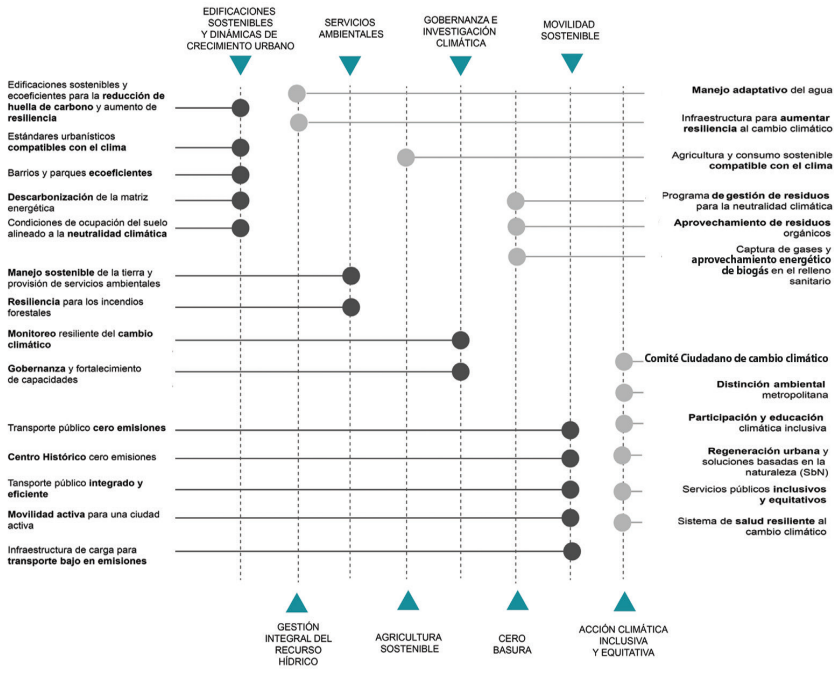 EDIFICACIONES
SOSTENIBLES
Y DINÁMICAS DE
CRECIMIENTO URBANO
SERVICIOS
AMBIENTALES
GOBERNANZA E
INVESTIGACIÓN
CLIMÁTICA
MOVILIDAD
SOSTENIBLE
Edificaciones sostenibles y
ecoeficientes para la reducción de
huella de carbono y aumento de
resiliencia
Estándares urbanísticos
compatibles con el clima
Barrios y parques ecoeficientes
Descarbonización de la matriz
energética
Condiciones de ocupación del suelo
alineado a la neutralidad climática
Manejo sostenible de la tierra y
provisión de servicios ambientales
Resiliencia para los incendios
forestales
Monitoreo resiliente del cambio
climático
Gobernanza y fortalecimiento
de capacidades
Transporte público cero emisiones
Centro Histórico cero emisiones
Tansporte público integrado y
eficiente
Movilidad activa para una ciudad
activa
Infraestructura de carga para
transporte bajo en emisiones
Manejo adaptativo del agua
Infraestructura para aumentar
resiliencia al cambio climático
Agricultura y consumo sostenible
compatible con el clima
Programa de gestión de residuos
para la neutralidad climática
Aprovechamiento de residuos
orgánicos
Captura de gases y
aprovechamiento energético
de biogás en el relleno
sanitario
Comité Ciudadano de cambio climático
Distinción ambiental
metropolitana
Participación y educación
climática inclusiva
Regeneración urbana y
soluciones basadas en la
naturaleza (SbN)
Servicios públicos inclusivos
y equitativos
Sistema de salud resiliente al
cambio climático
GESTIÓN
INTEGRAL DEL
RECURSO
HÍDRICO
AGRICULTURA
SOSTENIBLE
CERO
BASURA
ACCIÓN CLIMÁTICA
INCLUSIVA
Y EQUITATIVA